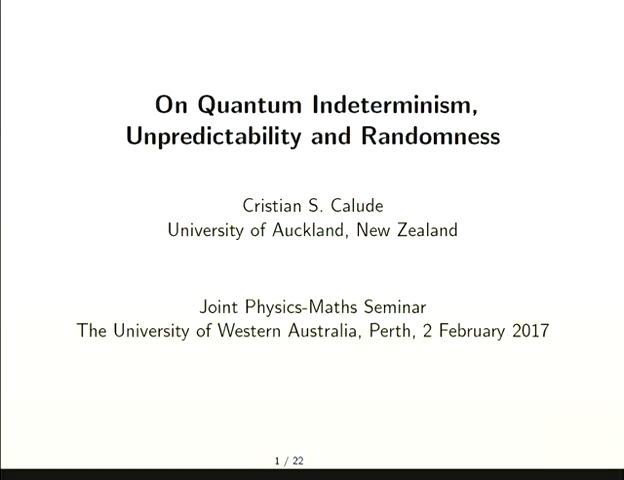 On Quantum Indeterminism,
Unpredictability and Randomness
Cristian S. Calude
University of Auckland, New Zealand
Joint Physics-Maths Seminar
The University of Western Australia, Perth, 2 February 2017
1 / 22